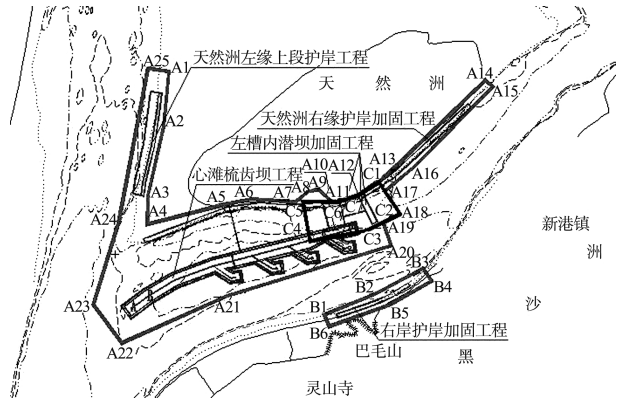 A25
A1
天然洲左缘上段护岸工程
天 然 洲
A14
A15
A2
天然洲右缘护岸加固工程
左槽内潜坝加固工程
A10
A12
A13
心滩梳齿坝工程
A9
C1
A16
A3
A8
A7
A6
A5
A11
A17
A4
C5
C6
C2
A18
A24
C4
C3
A19
新港镇
A20
洲
B3
B4
B2
A23
A21
B1
B5
沙
B6
右岸护岸加固工程
A22
巴毛山
黑
灵山寺